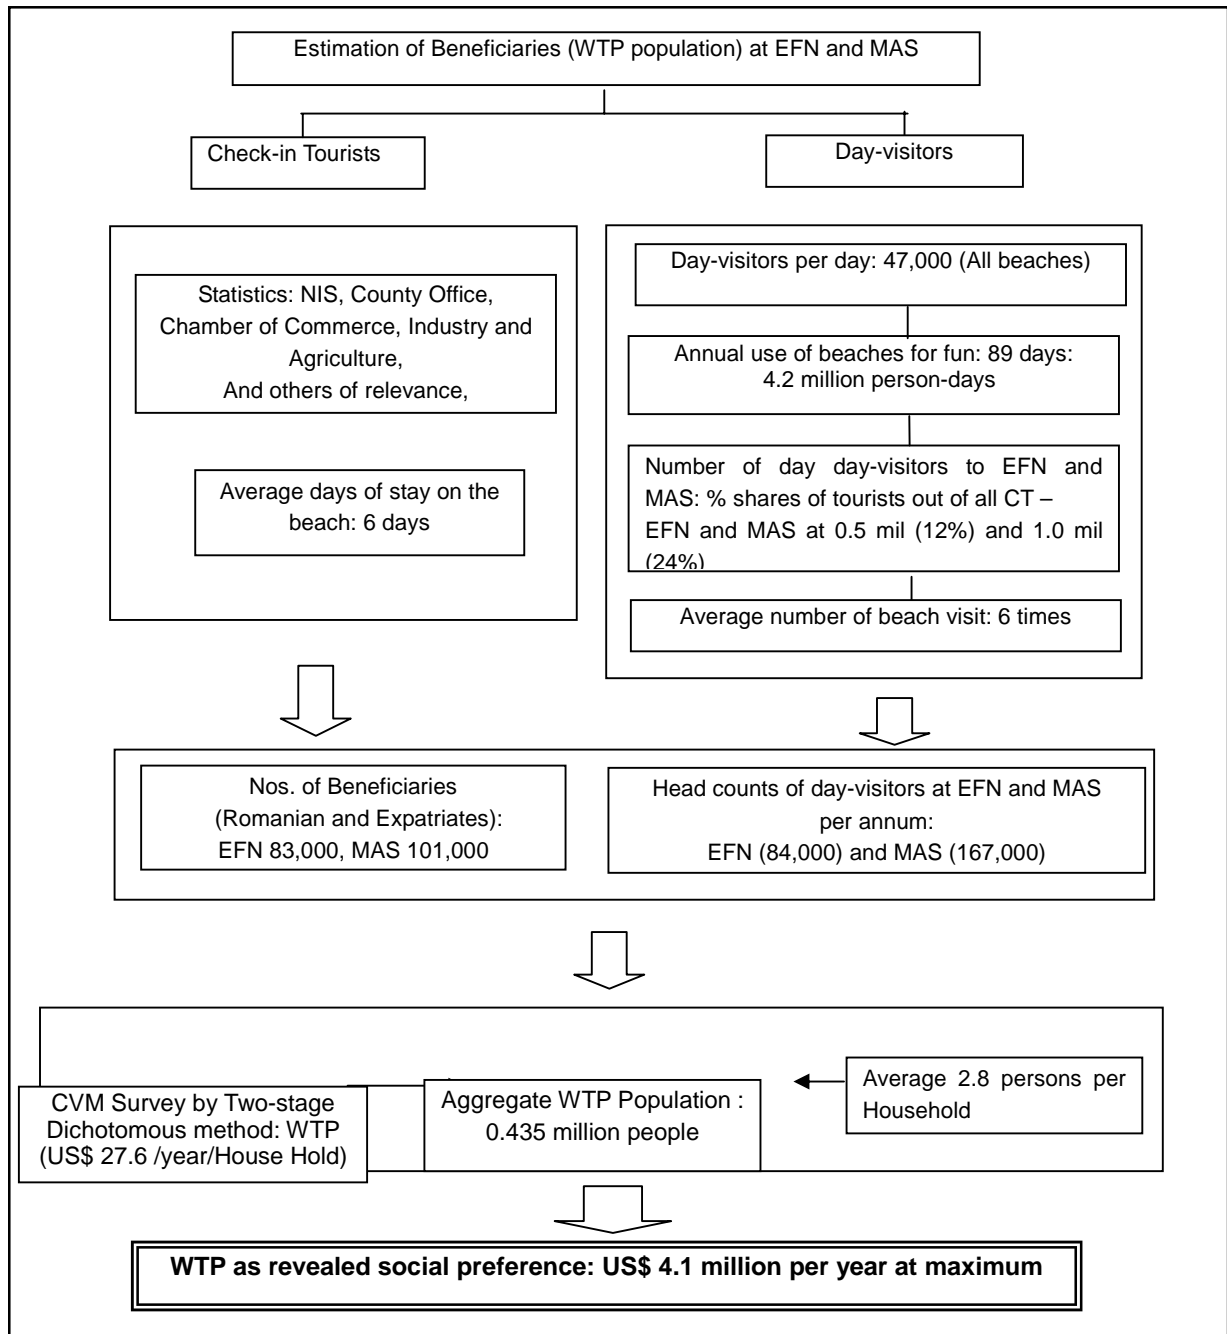 Estimation of Beneficiaries (WTP population) at EFN and MAS
Check-in Tourists
Day-visitors
Statistics: NIS, County Office,
Chamber of Commerce, Industry and
Agriculture,
And others of relevance,
Average days of stay on the
beach: 6 days
Day-visitors per day: 47,000 (All beaches)
Annual use of beaches for fun: 89 days:
4.2 million person-days
Number of day day-visitors to EFN and
MAS: % shares of tourists out of all CT –
EFN and MAS at 0.5 mil (12%) and 1.0 mil
(24%)
Average number of beach visit: 6 times
Nos. of Beneficiaries
(Romanian and Expatriates):
EFN 83,000, MAS 101,000
Head counts of day-visitors at EFN and MAS
per annum:
EFN (84,000) and MAS (167,000)
CVM Survey by Two-stage
Dichotomous method: WTP
(US$ 27.6 /year/House Hold)
Aggregate WTP Population :
0.435 million people
Average 2.8 persons per
Household
WTP as revealed social preference: US$ 4.1 million per year at maximum